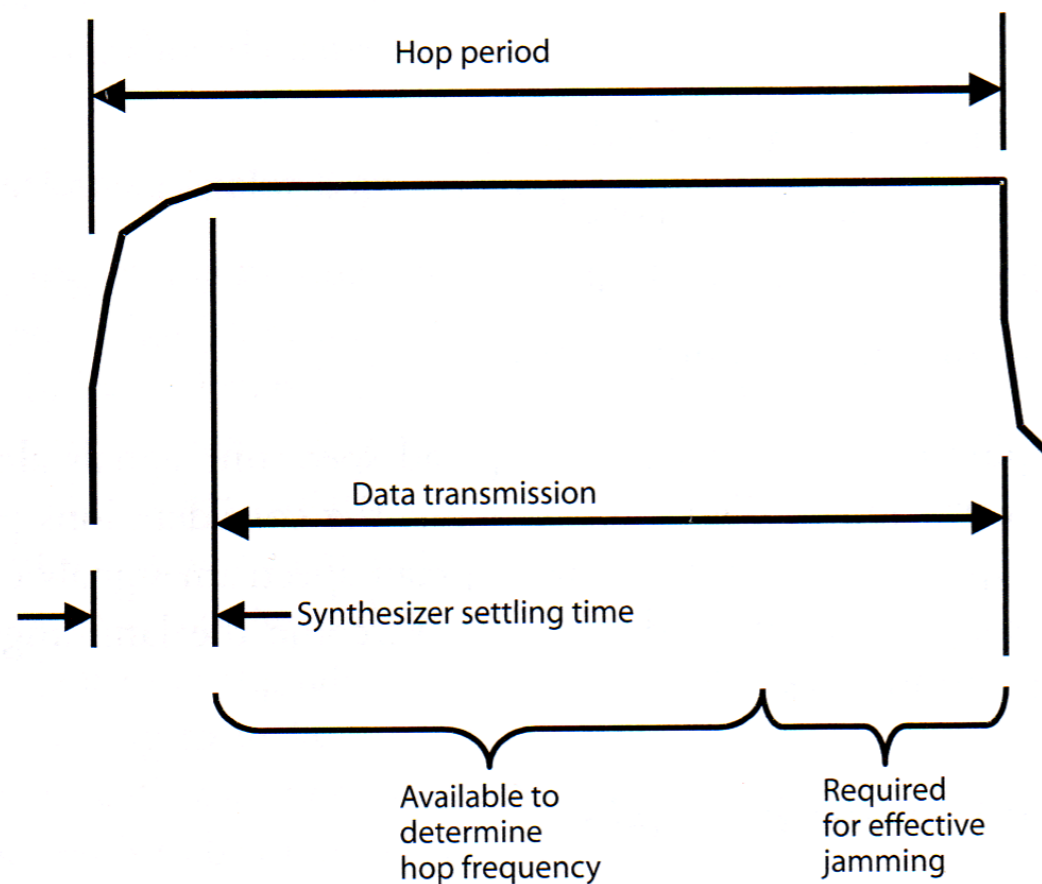 Hop period
Data transmission
Synthesizer settling time
Available to
determine
hop frequency
Required
for effective
jamming